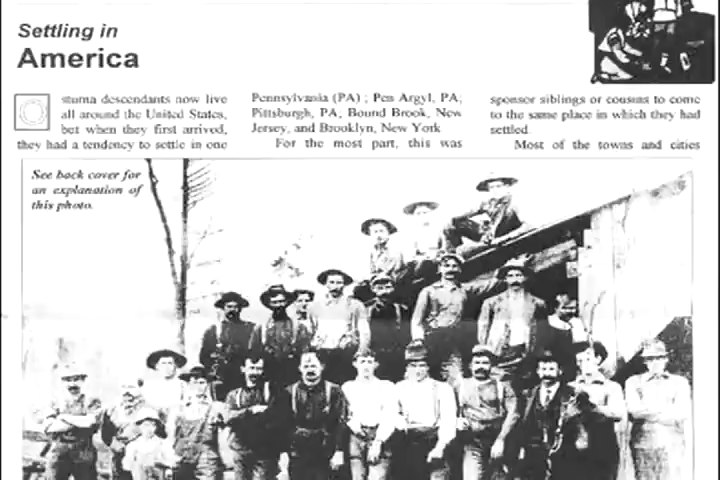 Settling in
America
Osturna descendants now live
all around the United States,
but when they first arrived,
they had a tendency to settle in one
Pennsylvania (PA) ; Pen Argyl, PA;
Pittsburgh, PA, Bound Brook, New
Jersey, and Brooklyn, New York
For the most part, this was
sponsor siblings or cousins to come
to the same place in which they had
settled.
Most of the towns and cities
See back cover for
an explanation of
this photo.